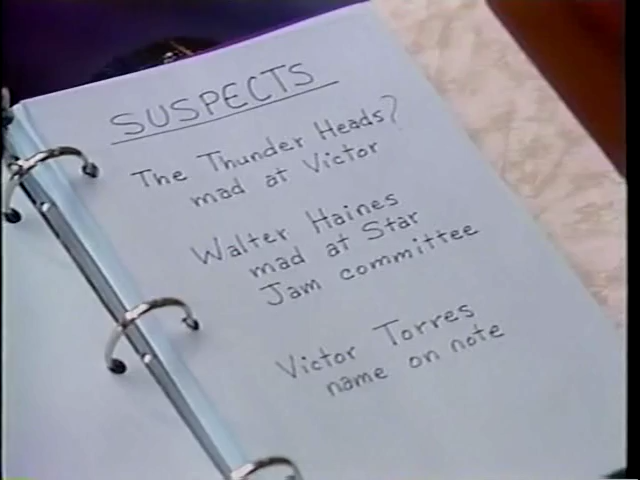 SUSPECTS
The Thunder Heads?
mad at Victor
Walter Haines
mad at Star
Jam committee
Victor Torres
name on note